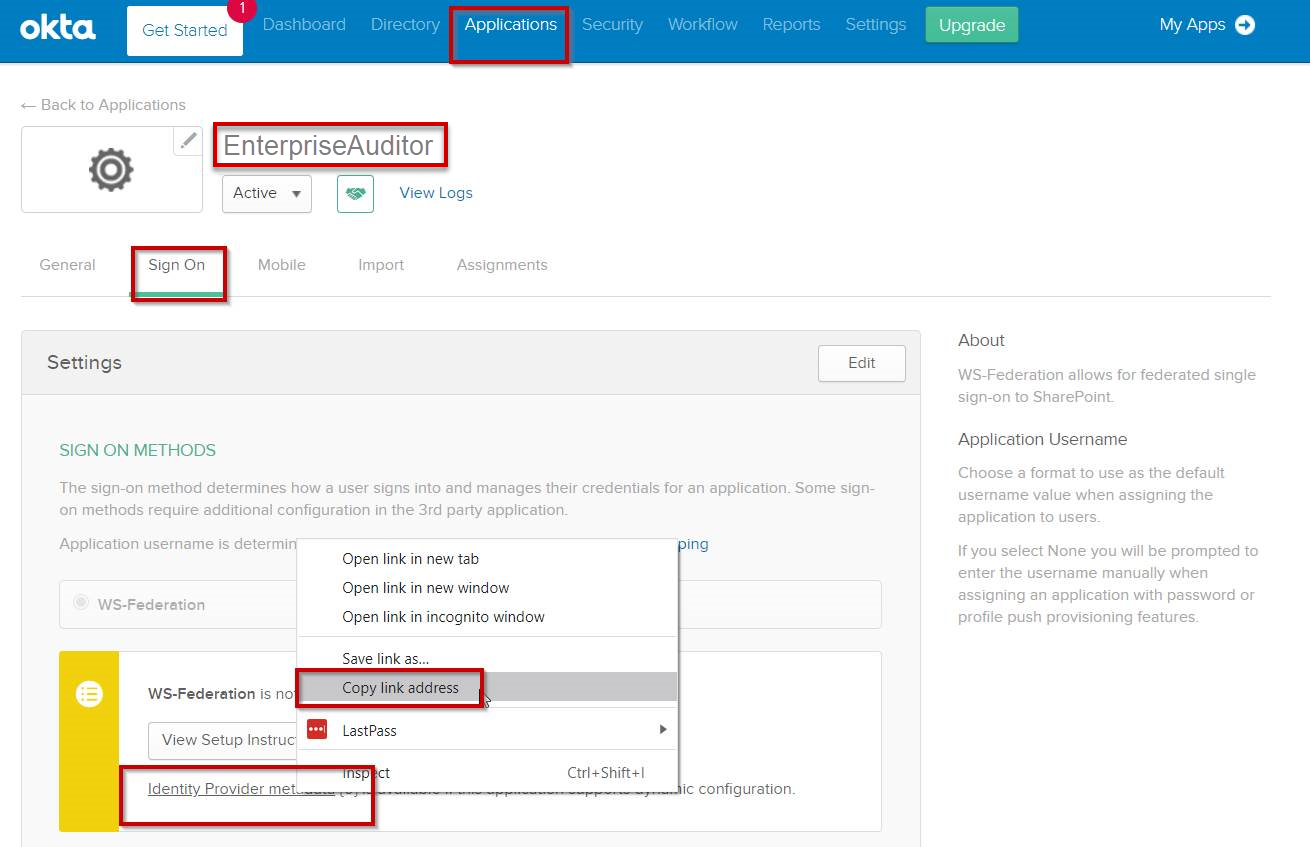 okta
Get Started
1
Dashboard
Directory
Applications
Security
Workflow
Reports
Settings
Upgrade
My Apps
← Back to Applications
EnterpriseAuditor
Active
View Logs
General
Sign On
Mobile
Import
Assignments
Settings
Edit
SIGN ON METHODS
The sign-on method determines how a user signs into and manages their credentials for an application. Some sign-
on methods require additional configuration in the 3rd party application.
Application username is determin
ping
WS-Federation
WS-Federation is no
View Setup Instruc
Identity Provider metadata is available if this application supports dynamic configuration.
Open link in new tab
Open link in new window
Open link in incognito window
Save link as...
Copy link address
LastPass
Inspect
Ctrl+Shift+I
About
WS-Federation allows for federated single
sign-on to SharePoint.
Application Username
Choose a format to use as the default
username value when assigning the
application to users.
If you select None you will be prompted to
enter the username manually when
assigning an application with password or
profile push provisioning features.